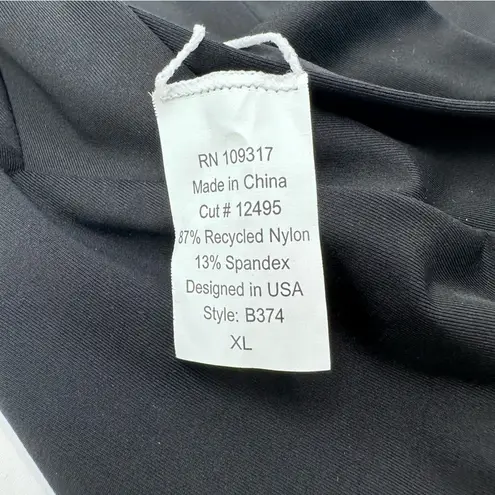 RN 109317
Made in China
Cut # 12495
87% Recycled Nylon
13% Spandex
Designed in USA
Style: B374
XL